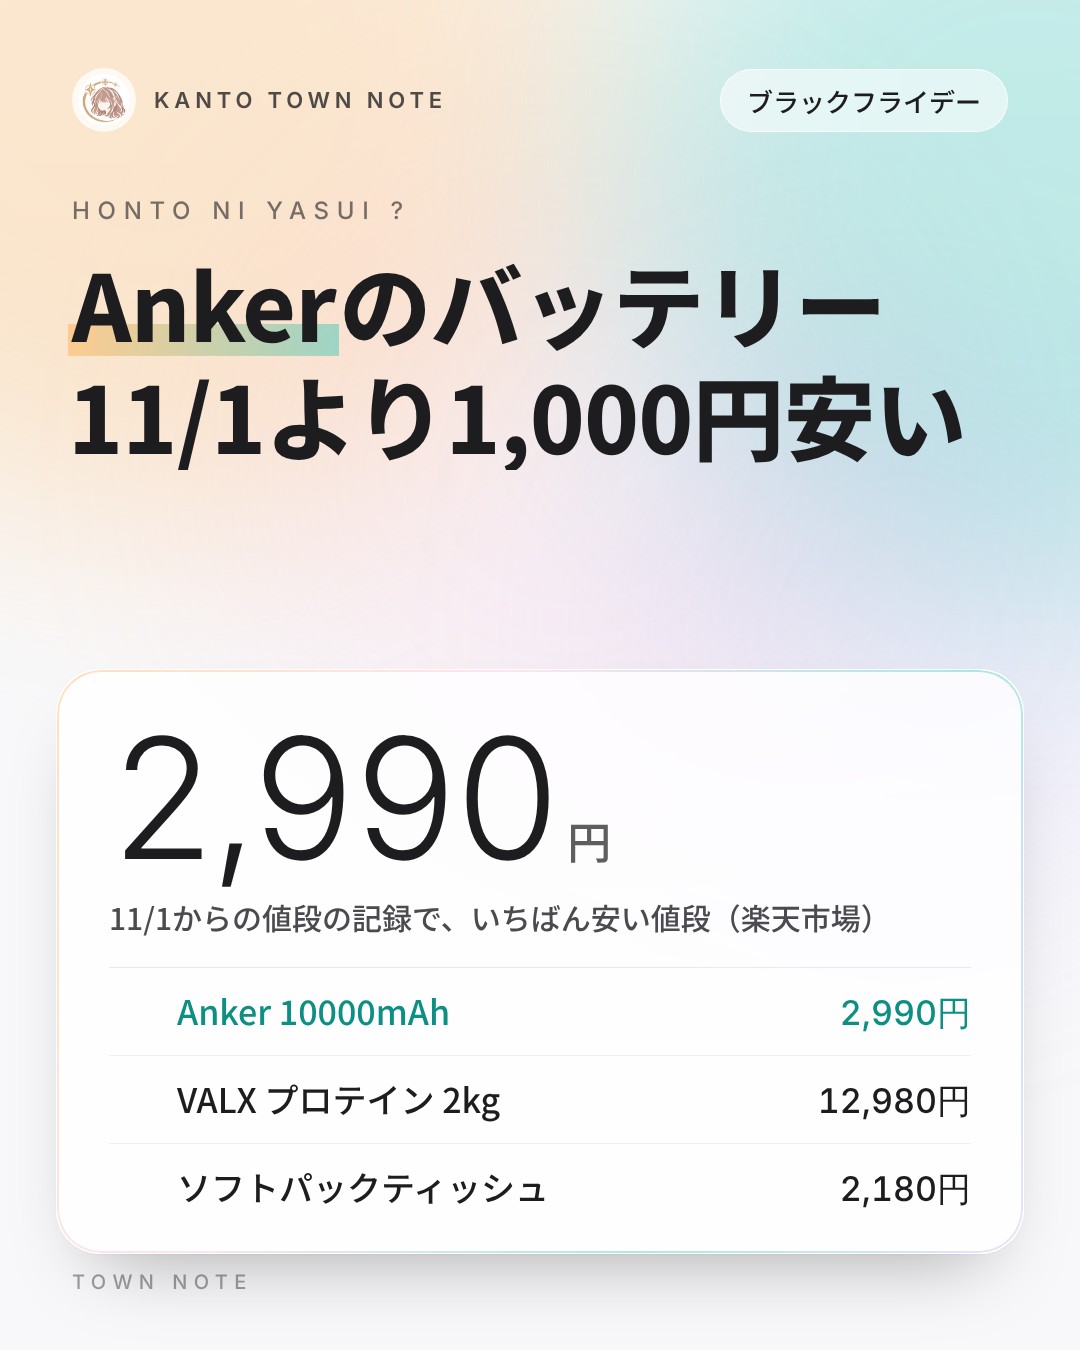 KANTO TOWN NOTE
ブラックフライデー
HONTO NI YASUI ?
Ankerのバッテリー
11/1より1,000円安い
2,990円
11/1からの値段の記録で、いちばん安い値段（楽天市場）
Anker 10000mAh 2,990円
VALX プロテイン 2kg 12,980円
ソフトパックティッシュ 2,180円
TOWN NOTE